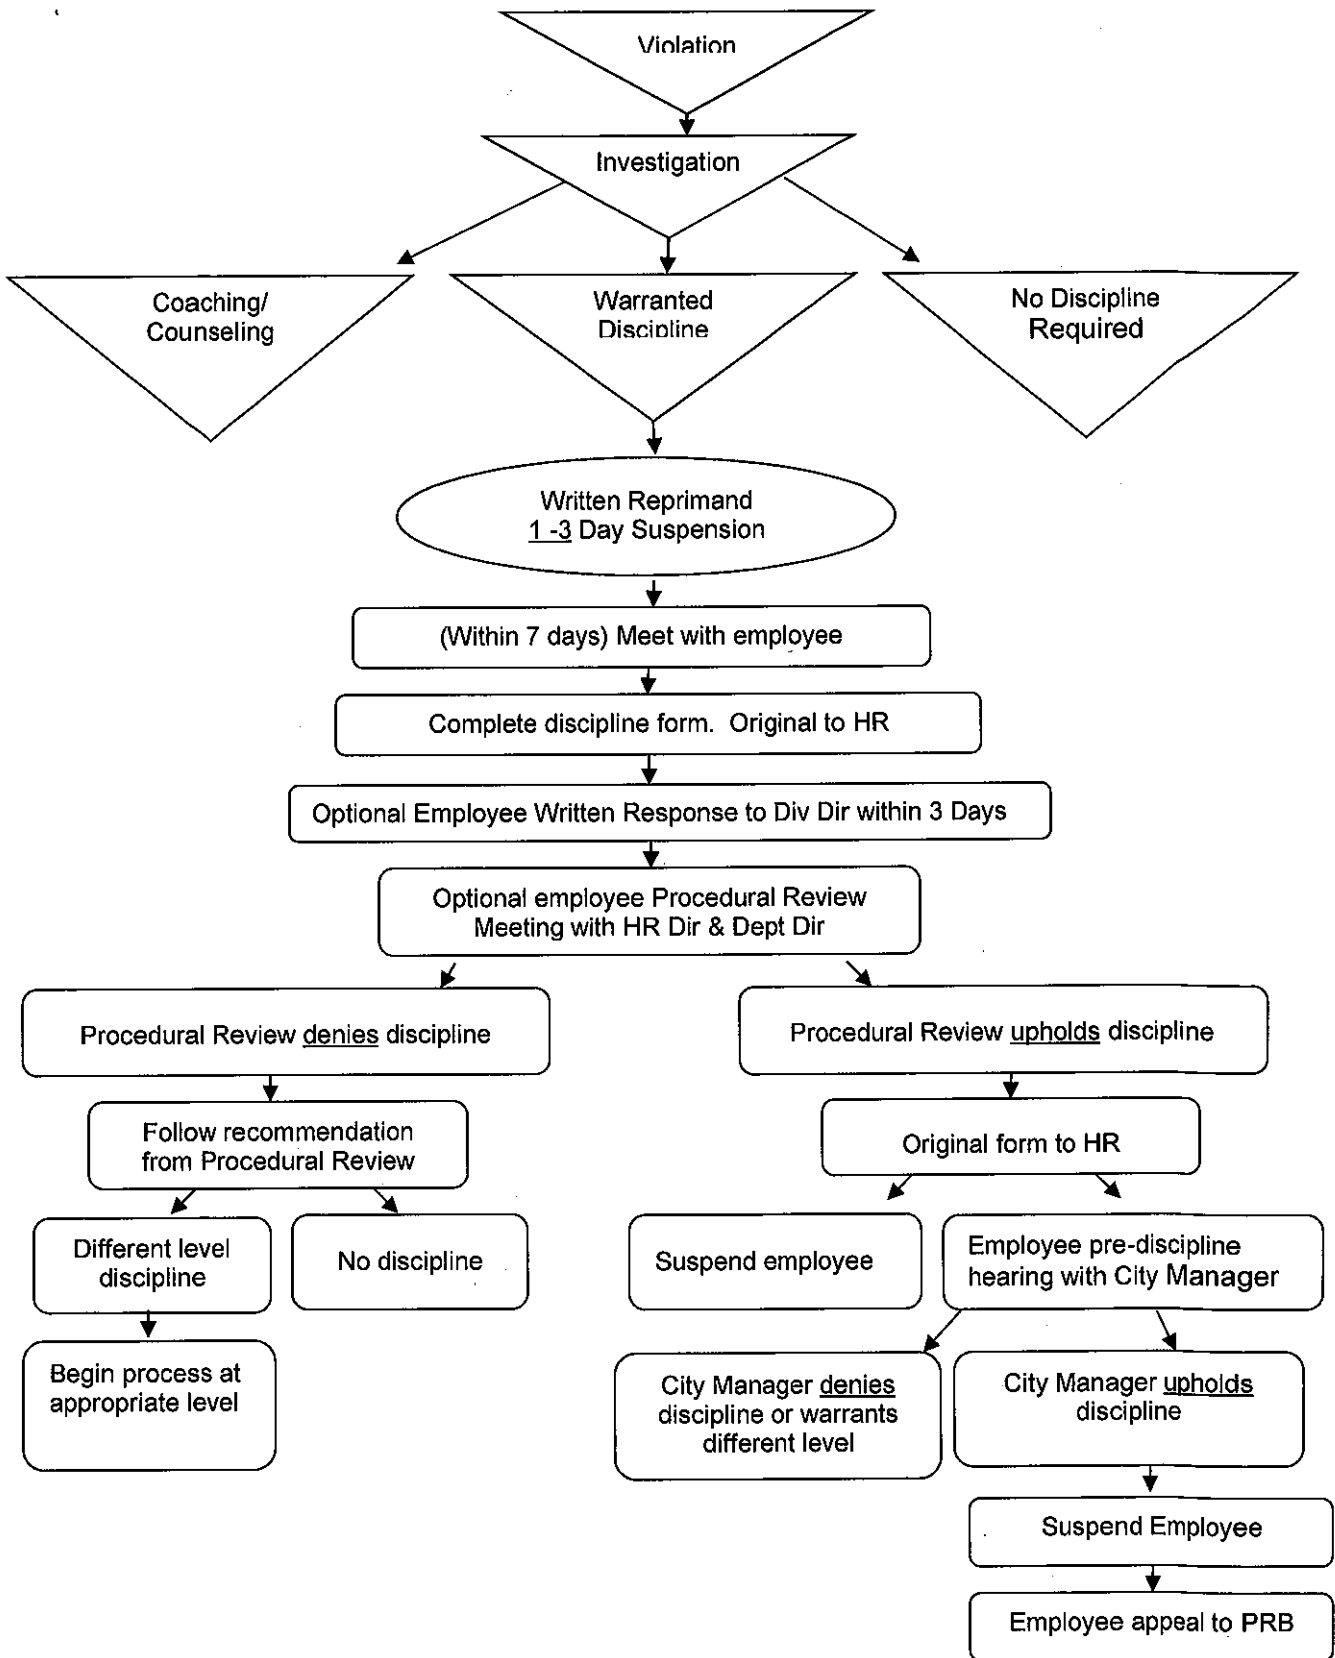 Violation
Investigation
Coaching/
Counseling
Warranted
Discipline
No Discipline
Required
Written Reprimand
1 -3 Day Suspension
(Within 7 days) Meet with employee
Complete discipline form.  Original to HR
Optional Employee Written Response to Div Dir within 3 Days
Optional employee Procedural Review
Meeting with HR Dir & Dept Dir
Procedural Review denies discipline
Procedural Review upholds discipline
Follow recommendation
from Procedural Review
Original form to HR
Different level
discipline
No discipline
Suspend employee
Employee pre-discipline
hearing with City Manager
Begin process at
appropriate level
City Manager denies
discipline or warrants
different level
City Manager upholds
discipline
Suspend Employee
Employee appeal to PRB